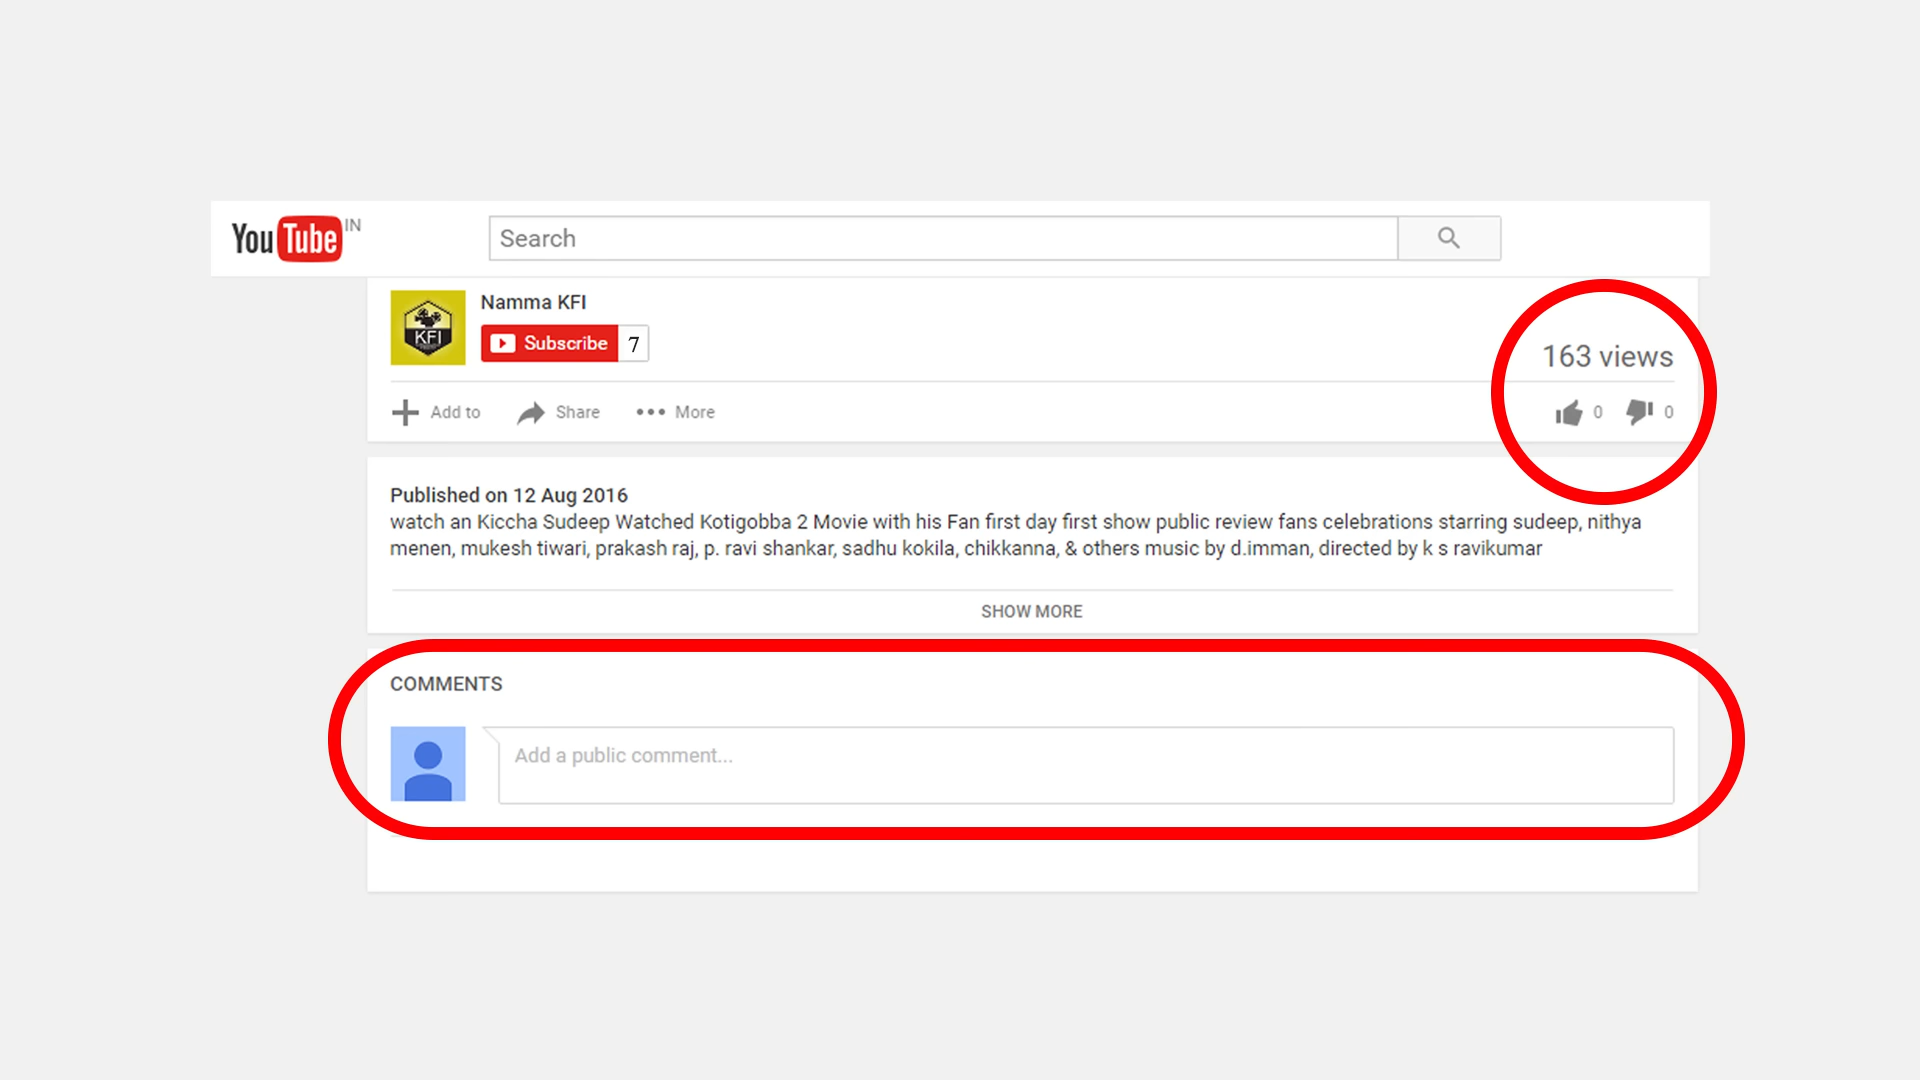 YouTube IN
Search
KFI
Namma KFI
Subscribe 7
163 views
Add to Share More 0 0
Published on 12 Aug 2016
watch an Kiccha Sudeep Watched Kotigobba 2 Movie with his Fan first day first show public review fans celebrations starring sudeep, nithya
menen, mukesh tiwari, prakash raj, p. ravi shankar, sadhu kokila, chikkanna, & others music by d.imman, directed by k s ravikumar
SHOW MORE
COMMENTS
Add a public comment...